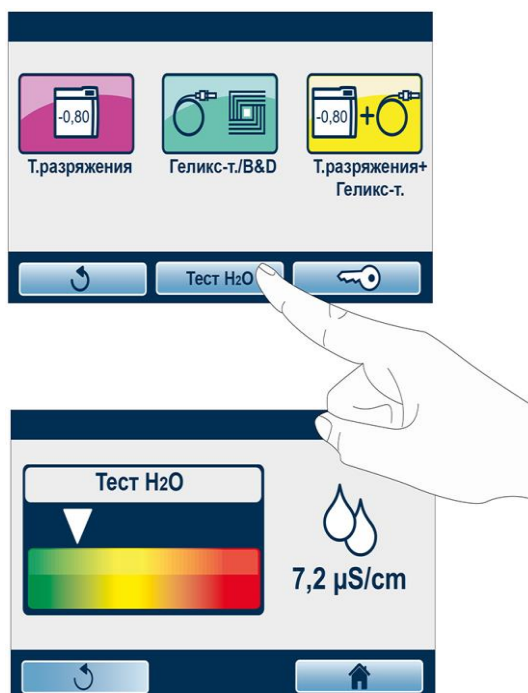 -0,80
-0,80
Т.разряжения
Геликс-т./B&D
Т.разряжения+
Геликс-т.
Тест H2O
Тест H2O
7,2 µS/cm